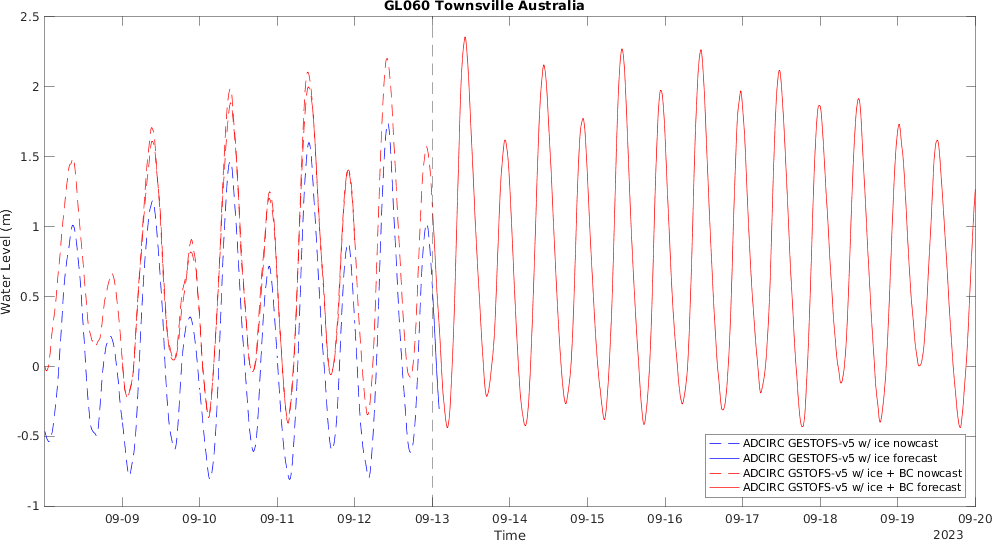 GL060 Townsville Australia
2.5
2
1.5
1
0.5
0
-0.5
-1
Water Level (m)
ADCIRC GESTOFS-v5 w/ ice nowcast
ADCIRC GESTOFS-v5 w/ ice forecast
ADCIRC GSTOFS-v5 w/ ice + BC nowcast
ADCIRC GSTOFS-v5 w/ ice + BC forecast
09-09 09-10 09-11 09-12 09-13 09-14 09-15 09-16 09-17 09-18 09-19 09-20
Time
2023